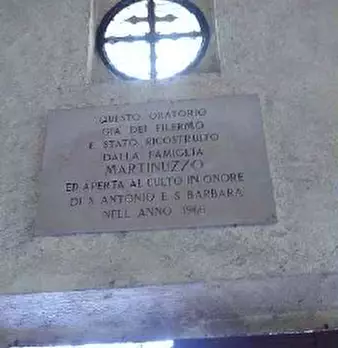 QUESTO ORATORIO
GIA DEI FILERMO
E STATO RICOSTRUITO
DALLA FAMIGLIA
MARTINUZZO
ED APERTA AL CULTO IN ONORE
DI S. ANTONIO E S. BARBARA
NELL ANNO 1966